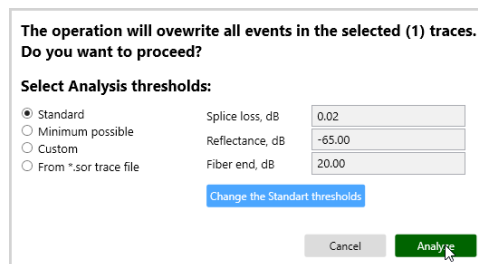 The operation will ovewrite all events in the selected (1) traces.
Do you want to proceed?
Select Analysis thresholds:
Standard
Minimum possible
Custom
From *.sor trace file
Splice loss, dB 0.02
Reflectance, dB -65.00
Fiber end, dB 20.00
Change the Standart thresholds
Cancel Analyze